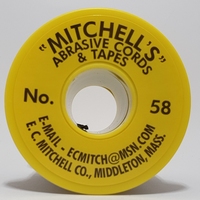 "MITCHELL'S"
ABRASIVE CORDS
& TAPES
No. 58
E-MAIL - ECMITCH@MSN.COM
E. C. MITCHELL CO., MIDDLETON, MASS.